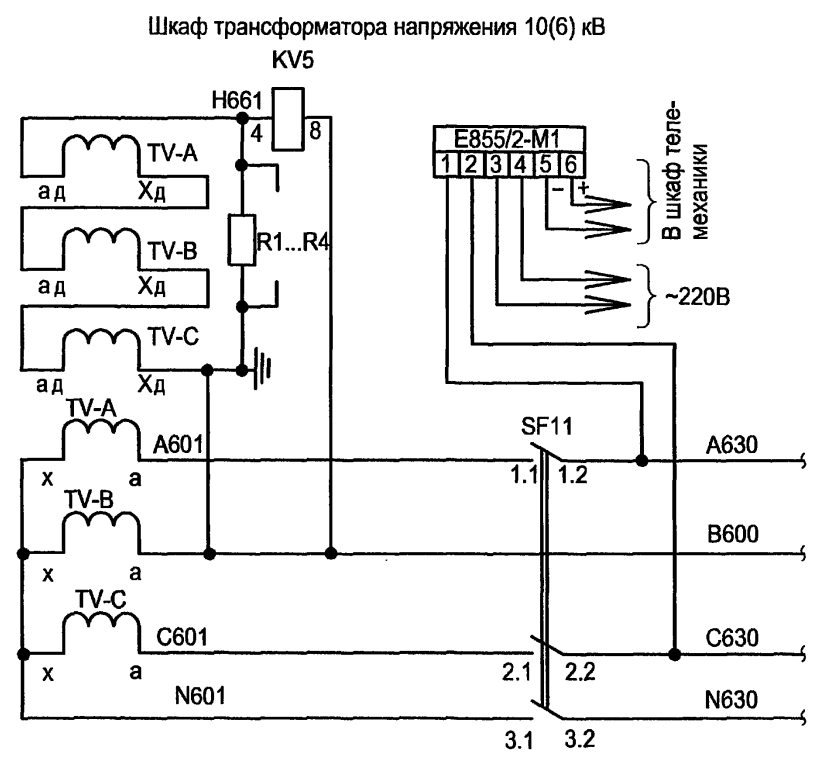 Шкаф трансформатора напряжения 10(6) кВ
KV5
H661
4
8
TV-A
ад
Хд
TV-B
ад
Хд
TV-C
ад
Хд
R1...R4
E855/2-M1
1 2 3 4 5 6
– +
В шкаф теле-
механики
~220В
TV-A
A601
х
а
TV-B
х
а
TV-C
C601
х
а
N601
SF11
1.1
1.2
2.1
2.2
3.1
3.2
A630
B600
C630
N630